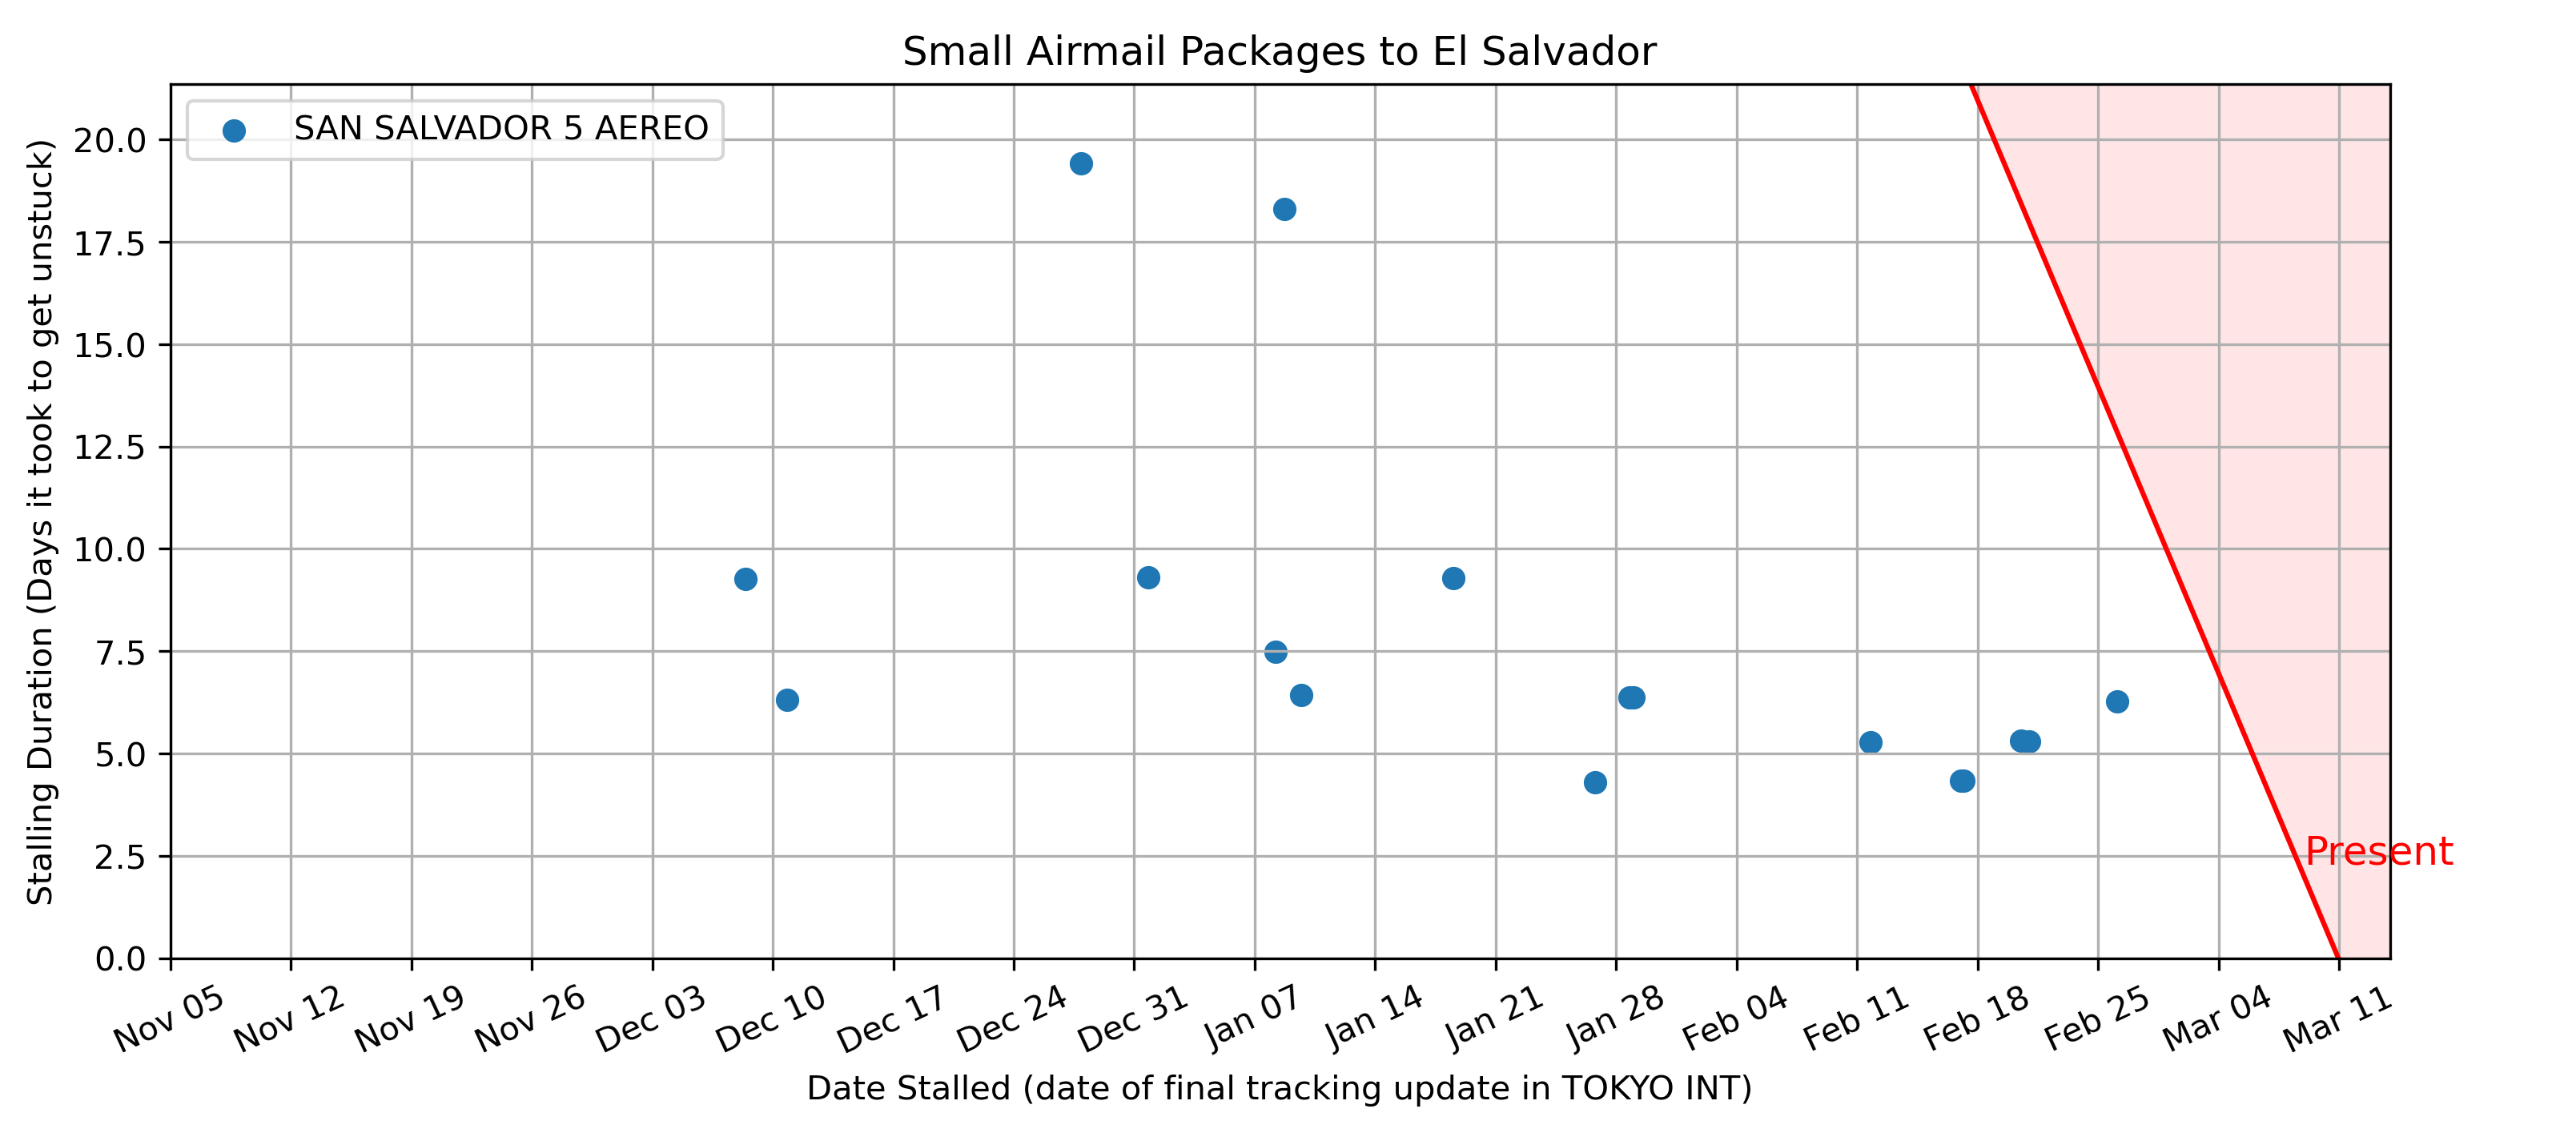 Small Airmail Packages to El Salvador
SAN SALVADOR 5 AEREO
Stalling Duration (Days it took to get unstuck)
20.0
17.5
15.0
12.5
10.0
7.5
5.0
2.5
0.0
Present
Nov 05
Nov 12
Nov 19
Nov 26
Dec 03
Dec 10
Dec 17
Dec 24
Dec 31
Jan 07
Jan 14
Jan 21
Jan 28
Feb 04
Feb 11
Feb 18
Feb 25
Mar 04
Mar 11
Date Stalled (date of final tracking update in TOKYO INT)